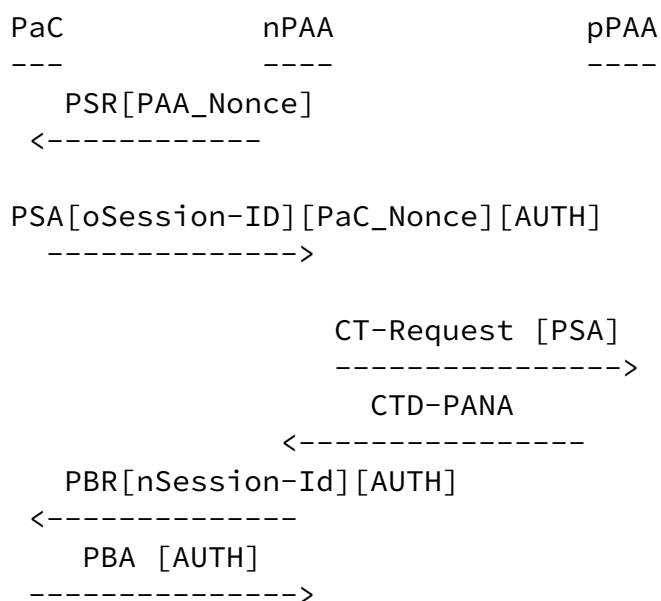 PaC nPAA pPAA
--- ---- ----
PSR[PAA_Nonce]
<------------
PSA[oSession-ID][PaC_Nonce][AUTH]
-------------->
CT-Request [PSA]
---------------->
CTD-PANA
<----------------
PBR[nSession-Id][AUTH]
<--------------
PBA [AUTH]
--------------->